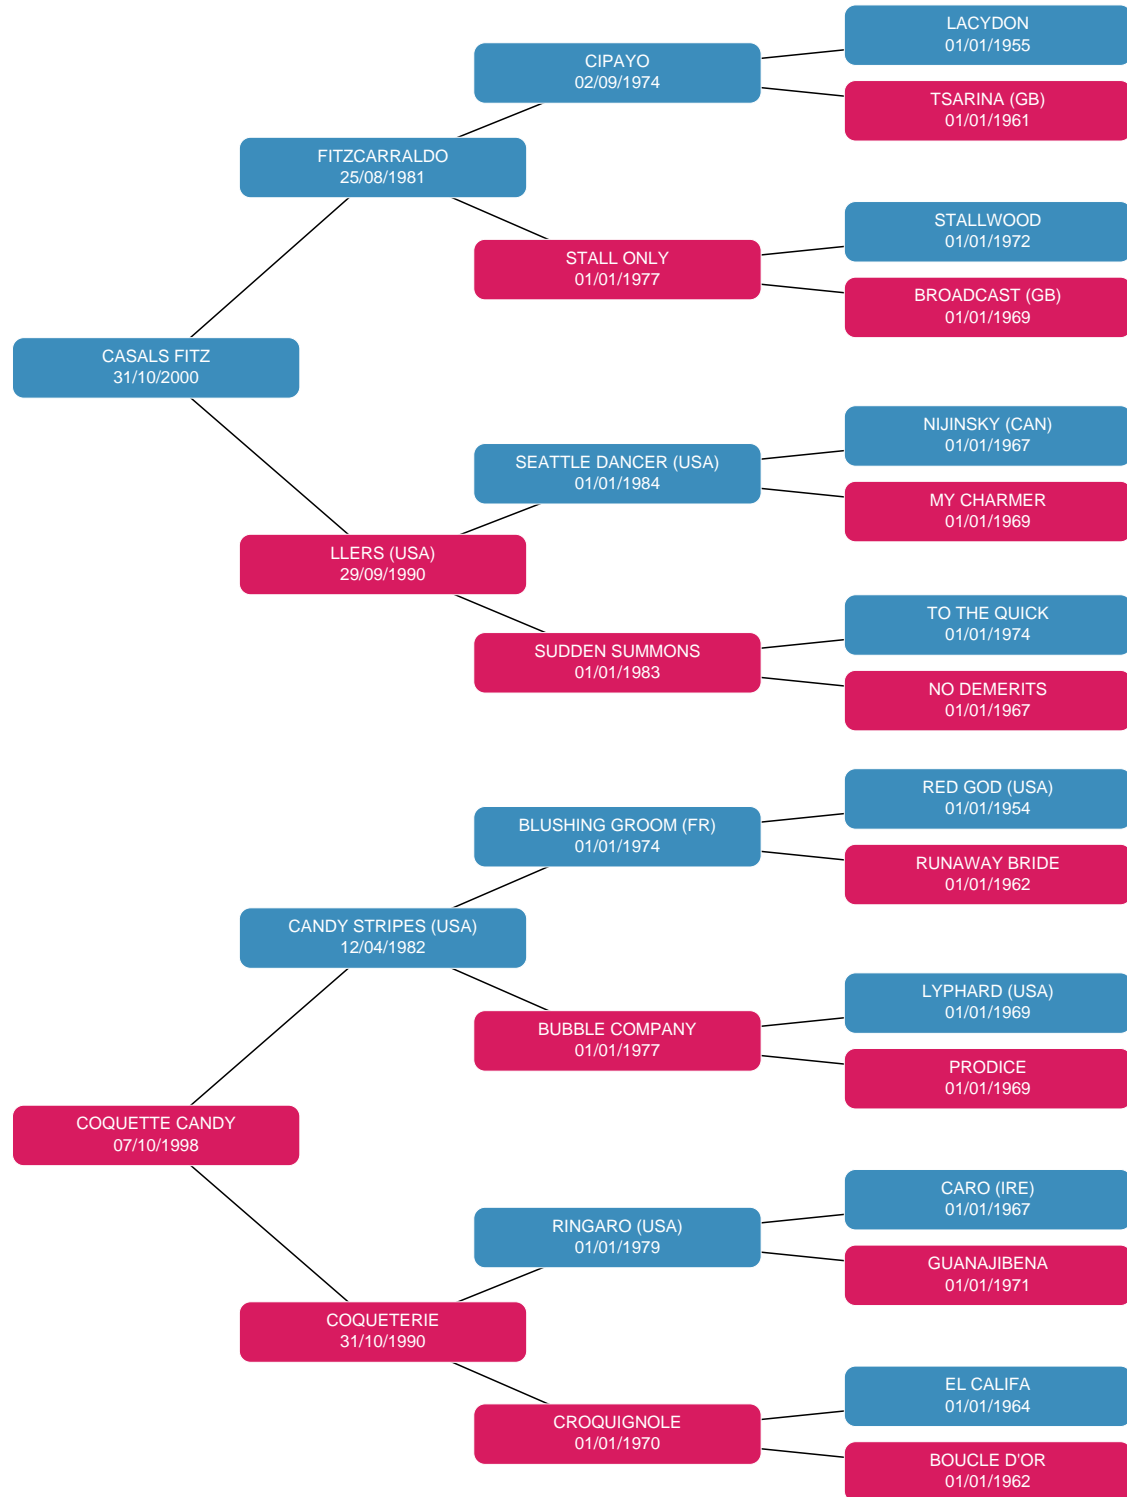 LACYDON
01/01/1955
CIPAYO
02/09/1974
TSARINA (GB)
01/01/1961
FITZCARRALDO
25/08/1981
STALLWOOD
01/01/1972
STALL ONLY
01/01/1977
BROADCAST (GB)
01/01/1969
CASALS FITZ
31/10/2000
NIJINSKY (CAN)
01/01/1967
SEATTLE DANCER (USA)
01/01/1984
MY CHARMER
01/01/1969
LLERS (USA)
29/09/1990
TO THE QUICK
01/01/1974
SUDDEN SUMMONS
01/01/1983
NO DEMERITS
01/01/1967
RED GOD (USA)
01/01/1954
BLUSHING GROOM (FR)
01/01/1974
RUNAWAY BRIDE
01/01/1962
CANDY STRIPES (USA)
12/04/1982
LYPHARD (USA)
01/01/1969
BUBBLE COMPANY
01/01/1977
PRODICE
01/01/1969
COQUETTE CANDY
07/10/1998
CARO (IRE)
01/01/1967
RINGARO (USA)
01/01/1979
GUANAJIBENA
01/01/1971
COQUETERIE
31/10/1990
EL CALIFA
01/01/1964
CROQUIGNOLE
01/01/1970
BOUCLE D'OR
01/01/1962